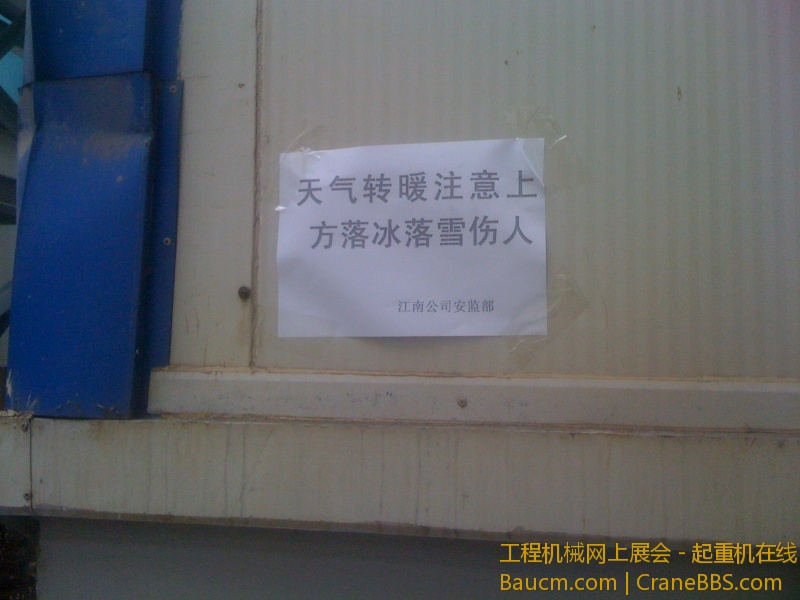 天气转暖注意上
方落冰落雪伤人
江南公司安监部
工程机械网上展会 - 起重机在线
Baucm.com | CraneBBS.com